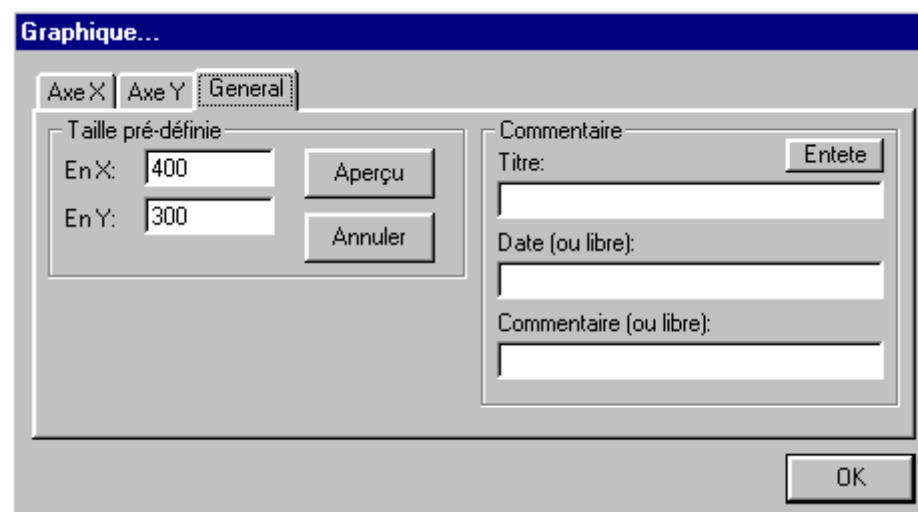 Graphique...
Axe X Axe Y General
Taille pré-définie
En X: 400 Aperçu
En Y: 300 Annuler
Commentaire
Titre: Entete
Date (ou libre):
Commentaire (ou libre):
OK